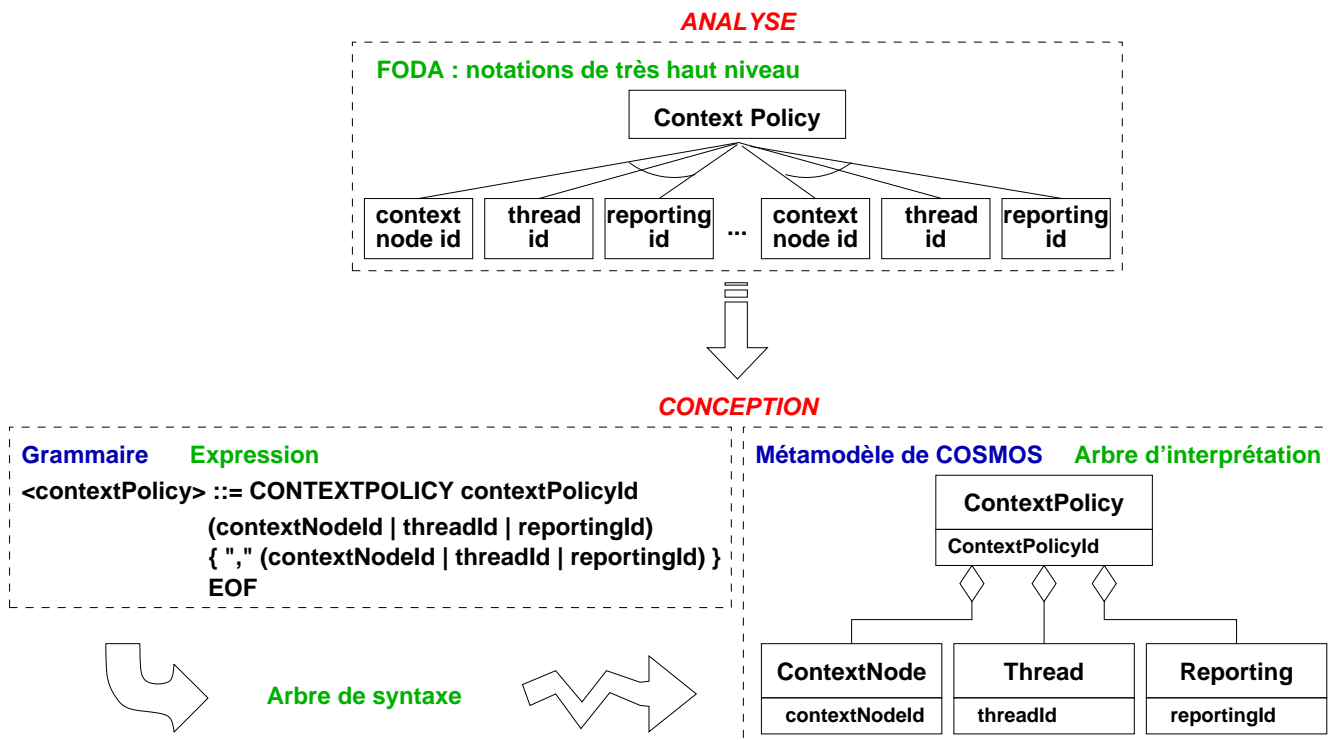 ANALYSE
FODA : notations de très haut niveau
Context Policy
context node id
thread id
reporting id
...
context node id
thread id
reporting id
CONCEPTION
Grammaire Expression
<contextPolicy> ::= CONTEXTPOLICY contextPolicyId
(contextNodeId | threadId | reportingId)
{ "," (contextNodeId | threadId | reportingId) }
EOF
Arbre de syntaxe
Métamodèle de COSMOS Arbre d'interprétation
ContextPolicy
ContextPolicyId
ContextNode
contextNodeId
Thread
threadId
Reporting
reportingId